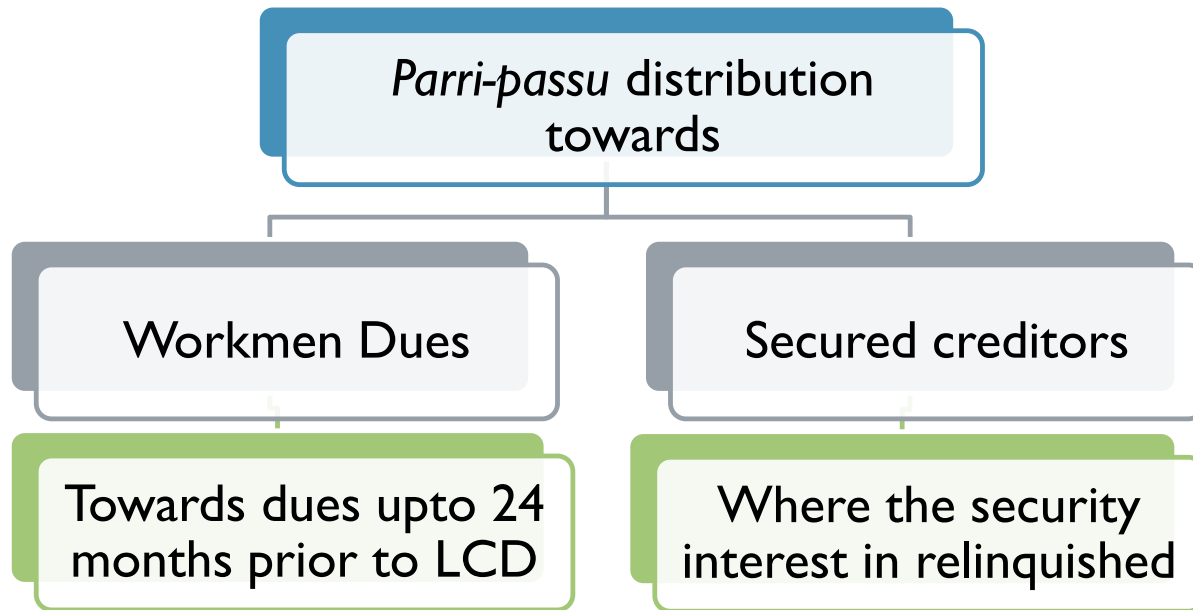 Parri-passu distribution
towards
Workmen Dues
Secured creditors
Towards dues upto 24
months prior to LCD
Where the security
interest in relinquished